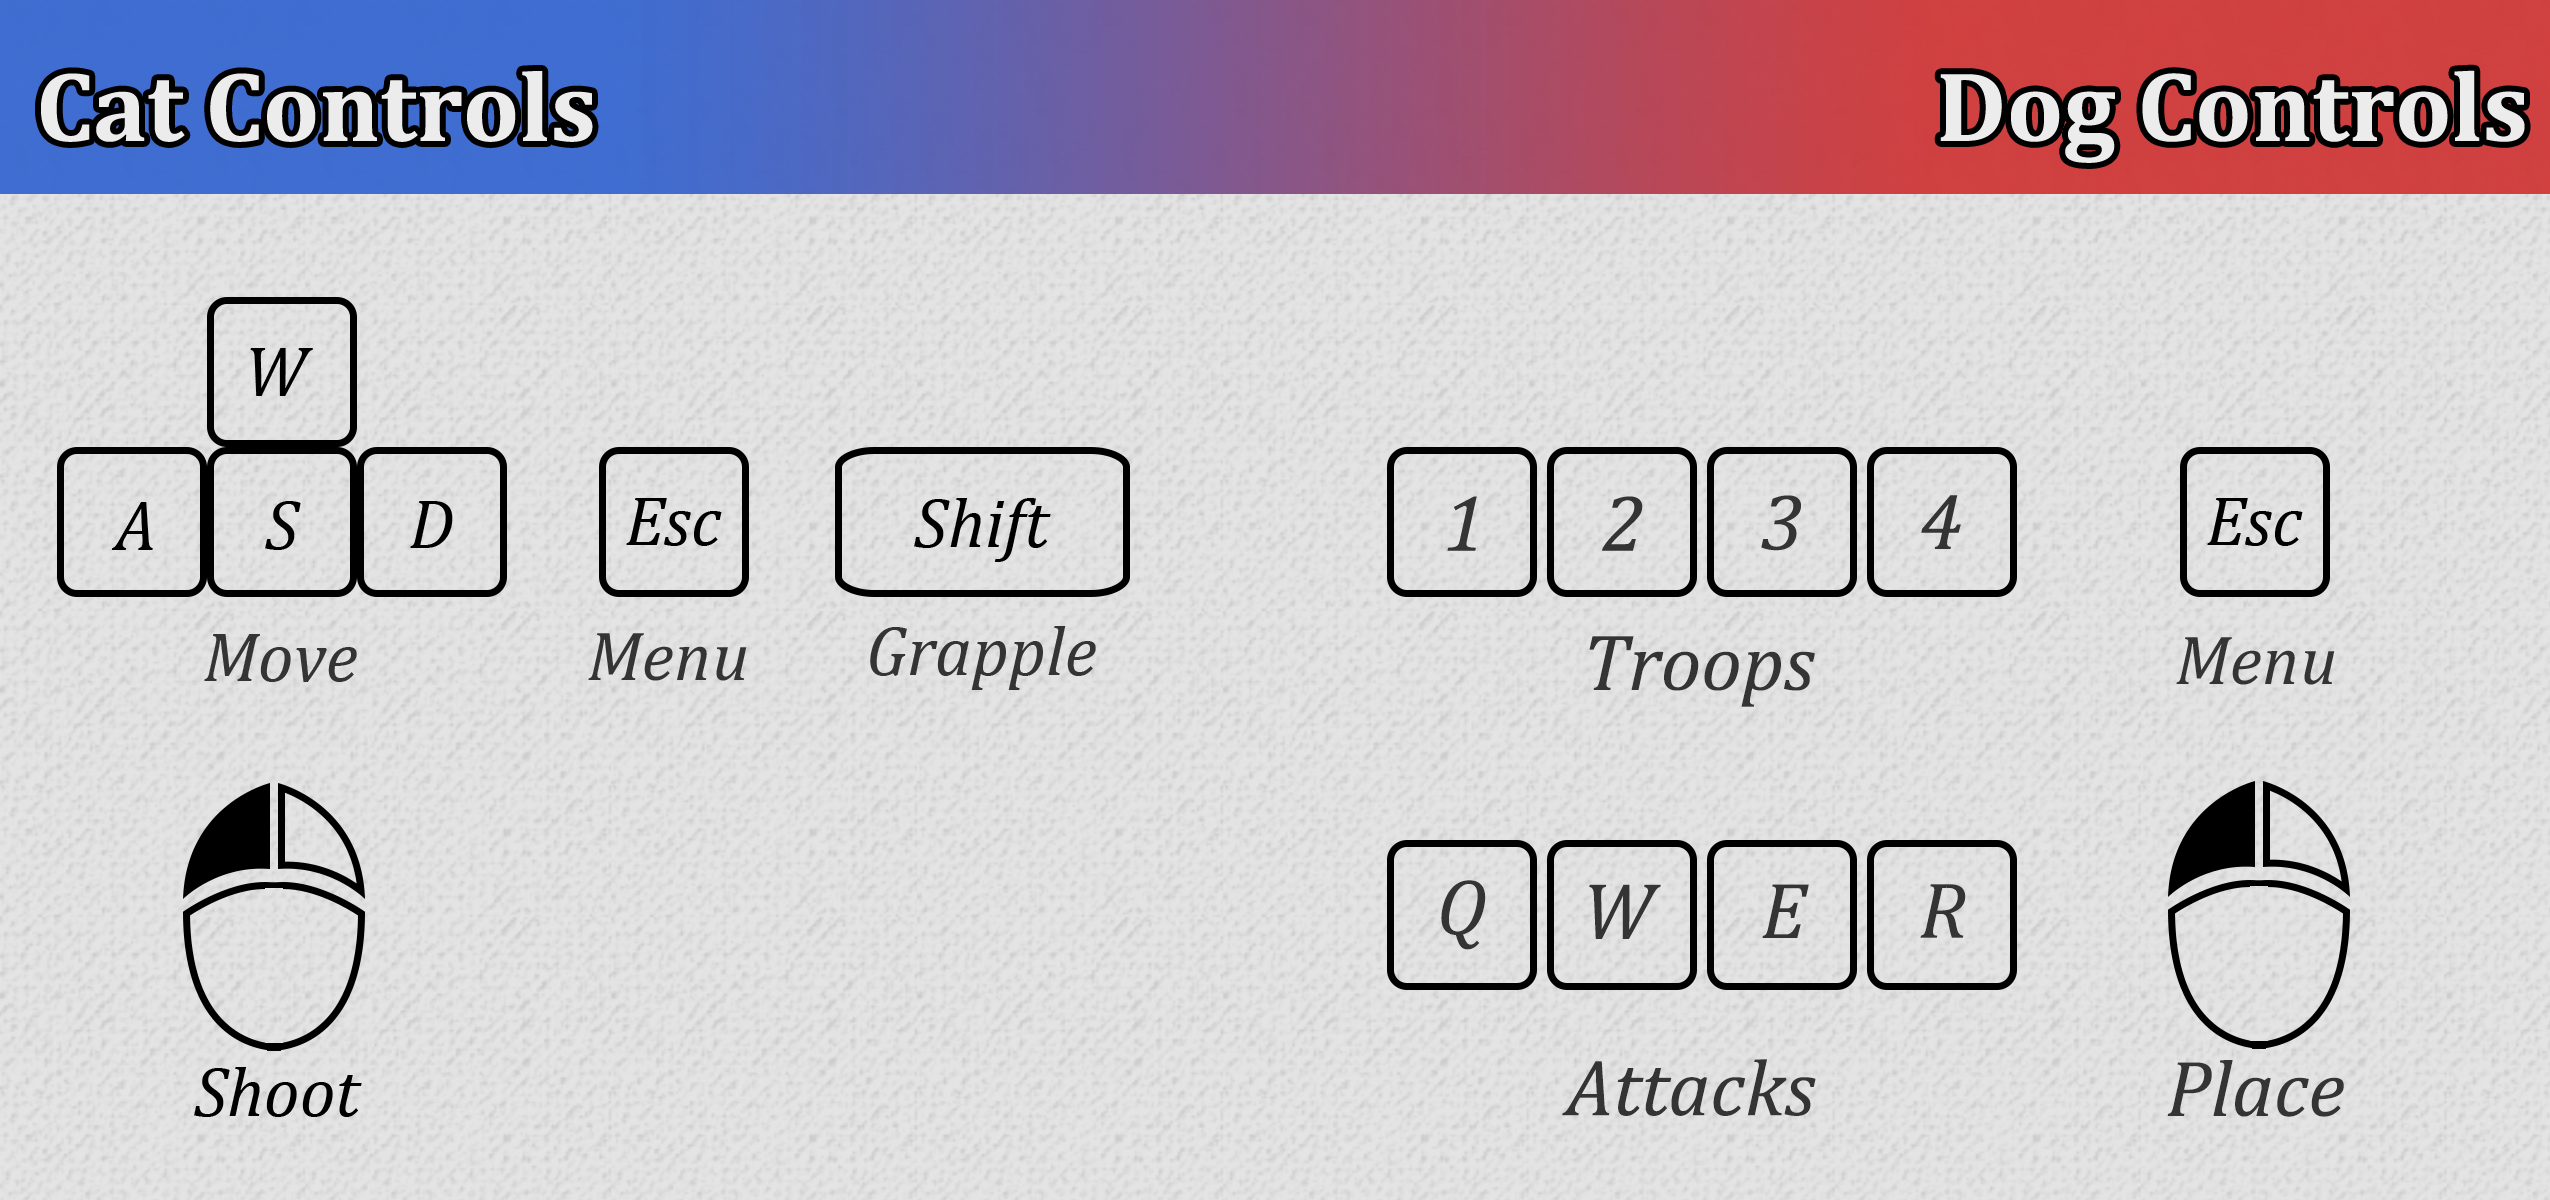 Cat Controls
Dog Controls
W
A S D
Esc
Shift
Move
Menu
Grapple
Shoot
1 2 3 4
Esc
Troops
Menu
Q W E R
Attacks
Place